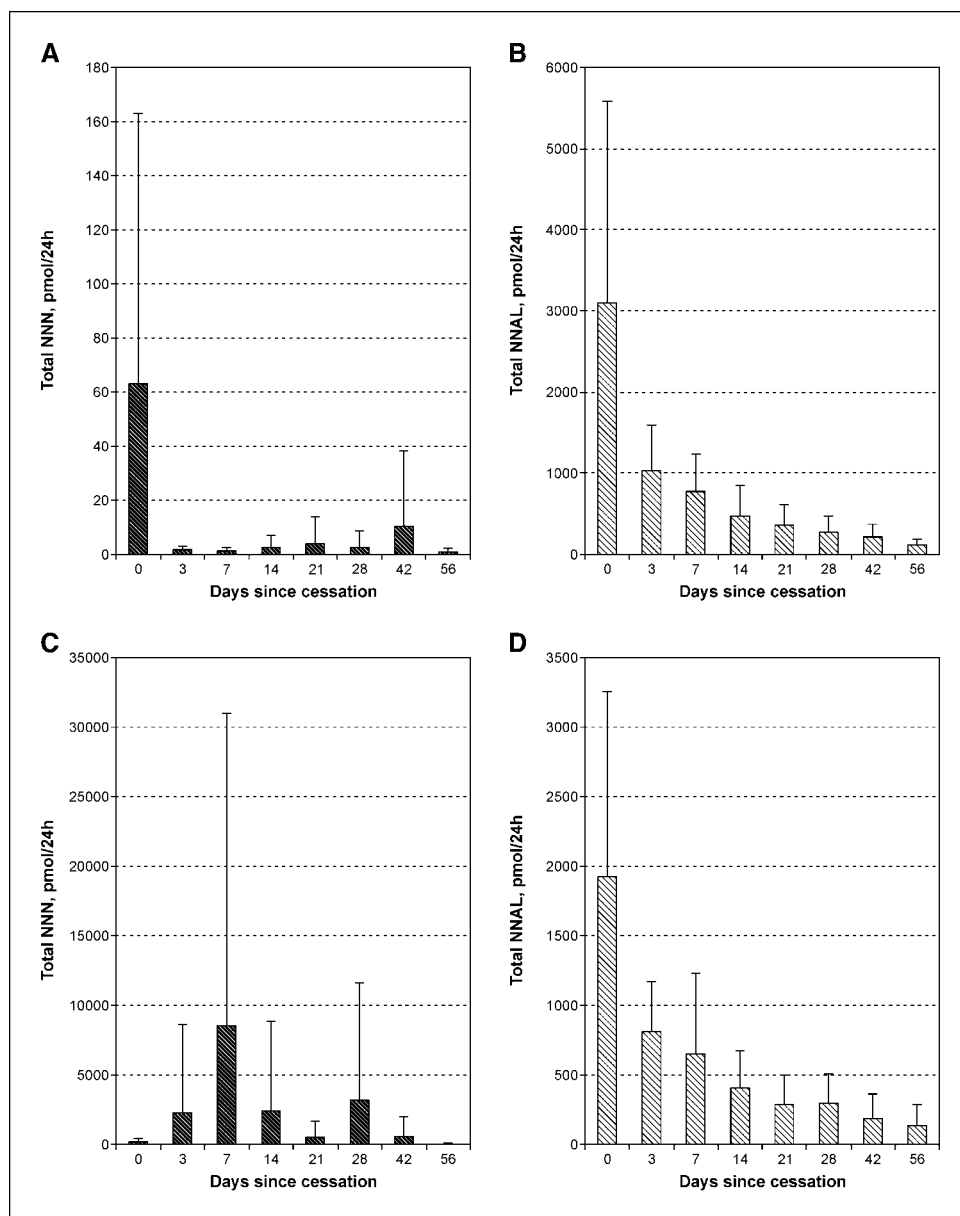 A
B
180
160
140
120
100
80
60
40
20
0
Total NNN, pmol/24h
0 3 7 14 21 28 42 56
Days since cessation
6000
5000
4000
3000
2000
1000
0
Total NNAL, pmol/24h
0 3 7 14 21 28 42 56
Days since cessation
C
D
35000
30000
25000
20000
15000
10000
5000
0
Total NNN, pmol/24h
0 3 7 14 21 28 42 56
Days since cessation
3500
3000
2500
2000
1500
1000
500
0
Total NNAL, pmol/24h
0 3 7 14 21 28 42 56
Days since cessation